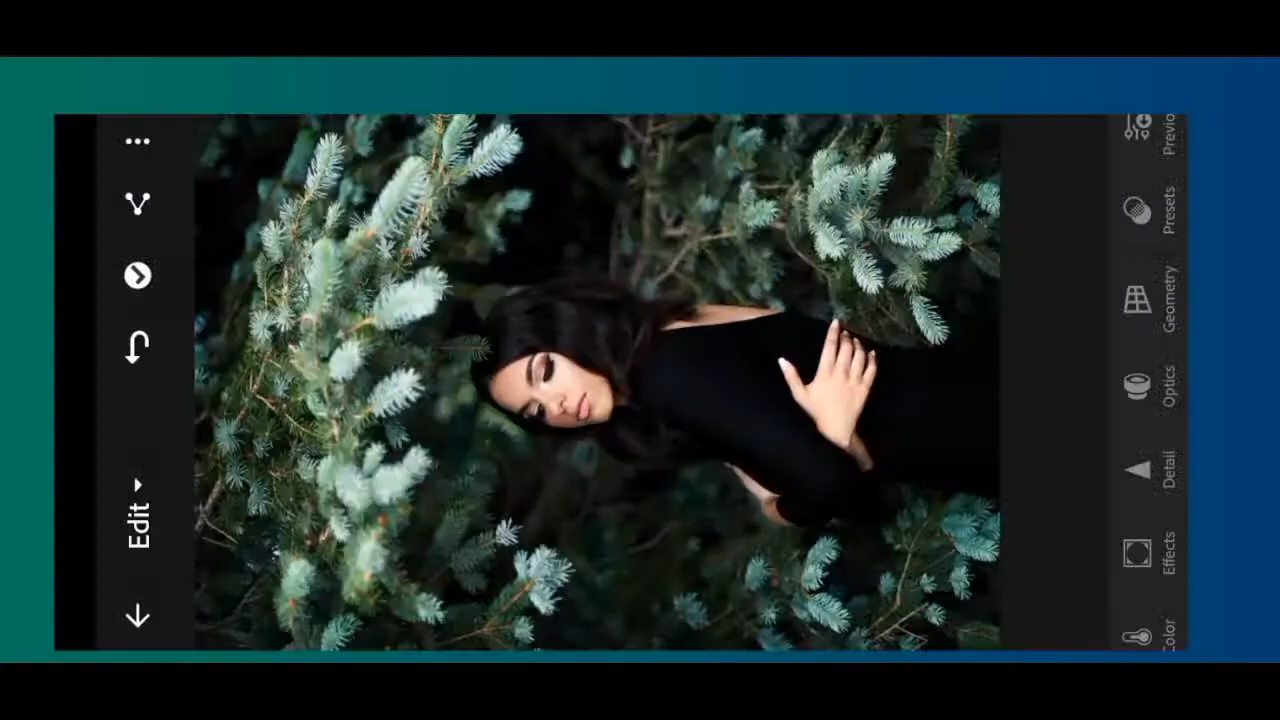 Edit
Color
Effects
Detail
Optics
Geometry
Presets
Previo